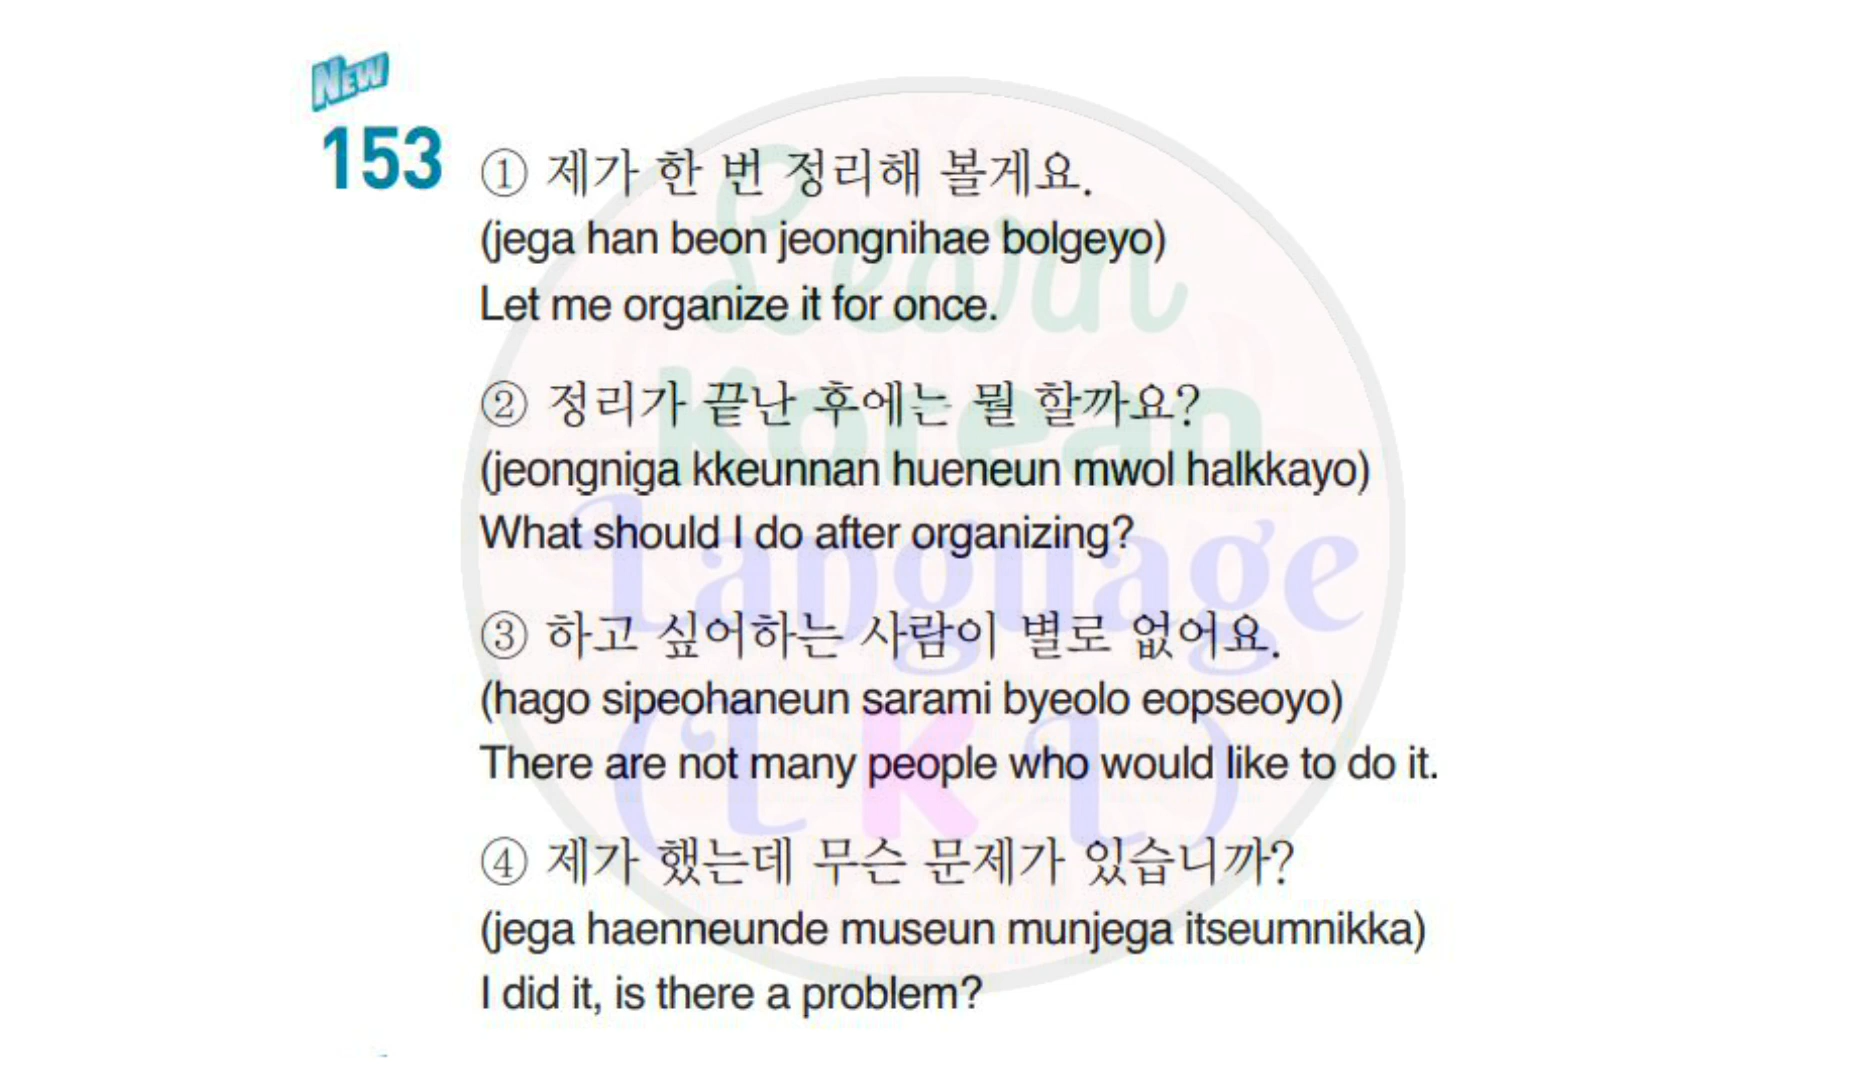 NEW
153
① 제가 한 번 정리해 볼게요.
(jega han beon jeongnihae bolgeyo)
Let me organize it for once.
② 정리가 끝난 후에는 뭘 할까요?
(jeongniga kkeunnan hueneun mwol halkkayo)
What should I do after organizing?
③ 하고 싶어하는 사람이 별로 없어요.
(hago sipeohaneun sarami byeolo eopseoyo)
There are not many people who would like to do it.
④ 제가 했는데 무슨 문제가 있습니까?
(jega haenneunde museun munjega itseumnikka)
I did it, is there a problem?
Learn
Korean
Language
(LKL)